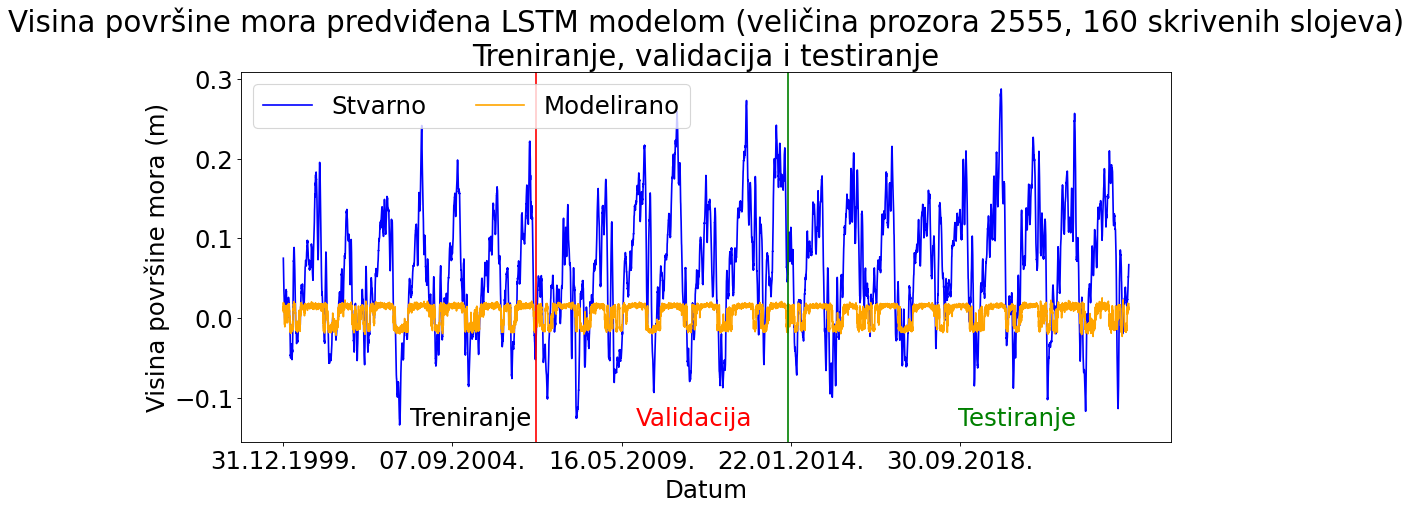 Visina površine mora predviđena LSTM modelom (veličina prozora 2555, 160 skrivenih slojeva)
Treniranje, validacija i testiranje
Stvarno Modelirano
Visina površine mora (m)
0.3
0.2
0.1
0.0
−0.1
Treniranje Validacija Testiranje
31.12.1999. 07.09.2004. 16.05.2009. 22.01.2014. 30.09.2018.
Datum